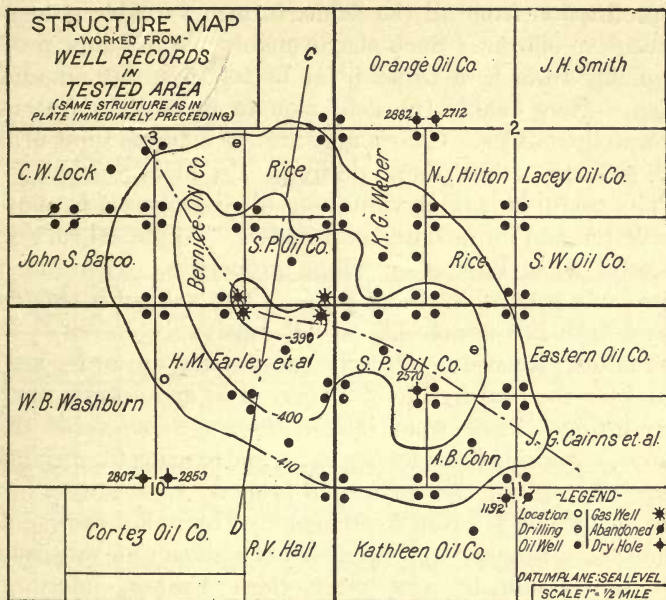 STRUCTURE MAP
-WORKED FROM-
WELL RECORDS
IN
TESTED AREA
(SAME STRUUTURE AS IN
PLATE IMMEDIATELY PRECEEDING)
C
Orange Oil Co.
J.H. Smith
2882
2712
3
2
C.W. Lock
Berniee Oil Co.
Rice
K.G. Weber
N.J. Hilton
Lacey Oil Co.
John S. Barco.
S.P. Oil Co.
Rice
S.W. Oil Co.
-390
H.M. Farley et al
S. P. Oil Co.
Eastern Oil Co.
2570
W.B. Washburn
-400
-410
A.B. Cohn
J.G. Cairns et. al.
2807
2850
10
11
1192
Cortez Oil Co.
D
R.V. Hall
Kathleen Oil Co.
-LEGEND-
Location Gas Well
Drilling Abandoned
Oil Well Dry Hole
DATUM PLANE: SEA LEVEL
SCALE 1"= 1/2 MILE